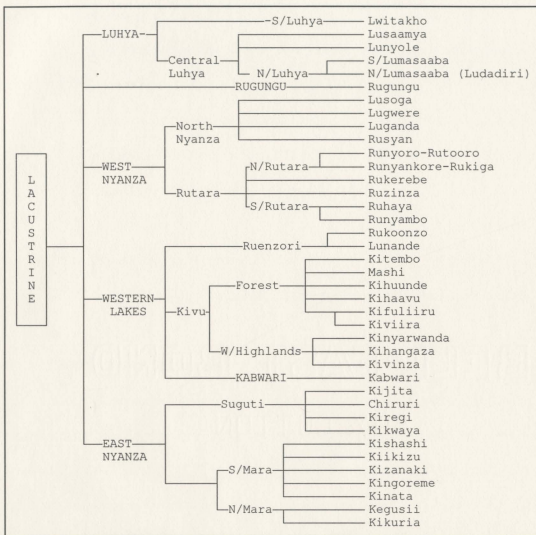 S/Luhya Lwitakho
LUHYA Lusaamya
Central Lunyole
Luhya S/Lumasaaba
N/Luhya N/Lumasaaba (Ludadiri)
RUGUNGU Rugungu
Lusoga
North Lugwere
Nyanza Luganda
Rusyan
WEST Runyoro-Rutooro
NYANZA N/Rutara Runyankore-Rukiga
Rutara Rukerebe
Ruzinza
S/Rutara Ruhaya
Runyambo
Rukoonzo
Ruenzori Lunande
Kitembo
Mashi
Forest Kihuunde
WESTERN Kihaavu
LAKES Kivu Kifuliiru
Kiviira
Kinyarwanda
W/Highlands Kihangaza
Kivinza
KABWARI Kabwari
Kijita
Suguti Chiruri
Kiregi
EAST Kikwaya
NYANZA Kishashi
Kiikizu
S/Mara Kizanaki
Kingoreme
Kinata
N/Mara Kegusii
Kikuria
LACUSTRINE